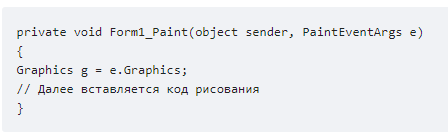 private void Form1_Paint(object sender, PaintEventArgs e)
{
Graphics g = e.Graphics;
// Далее вставляется код рисования
}